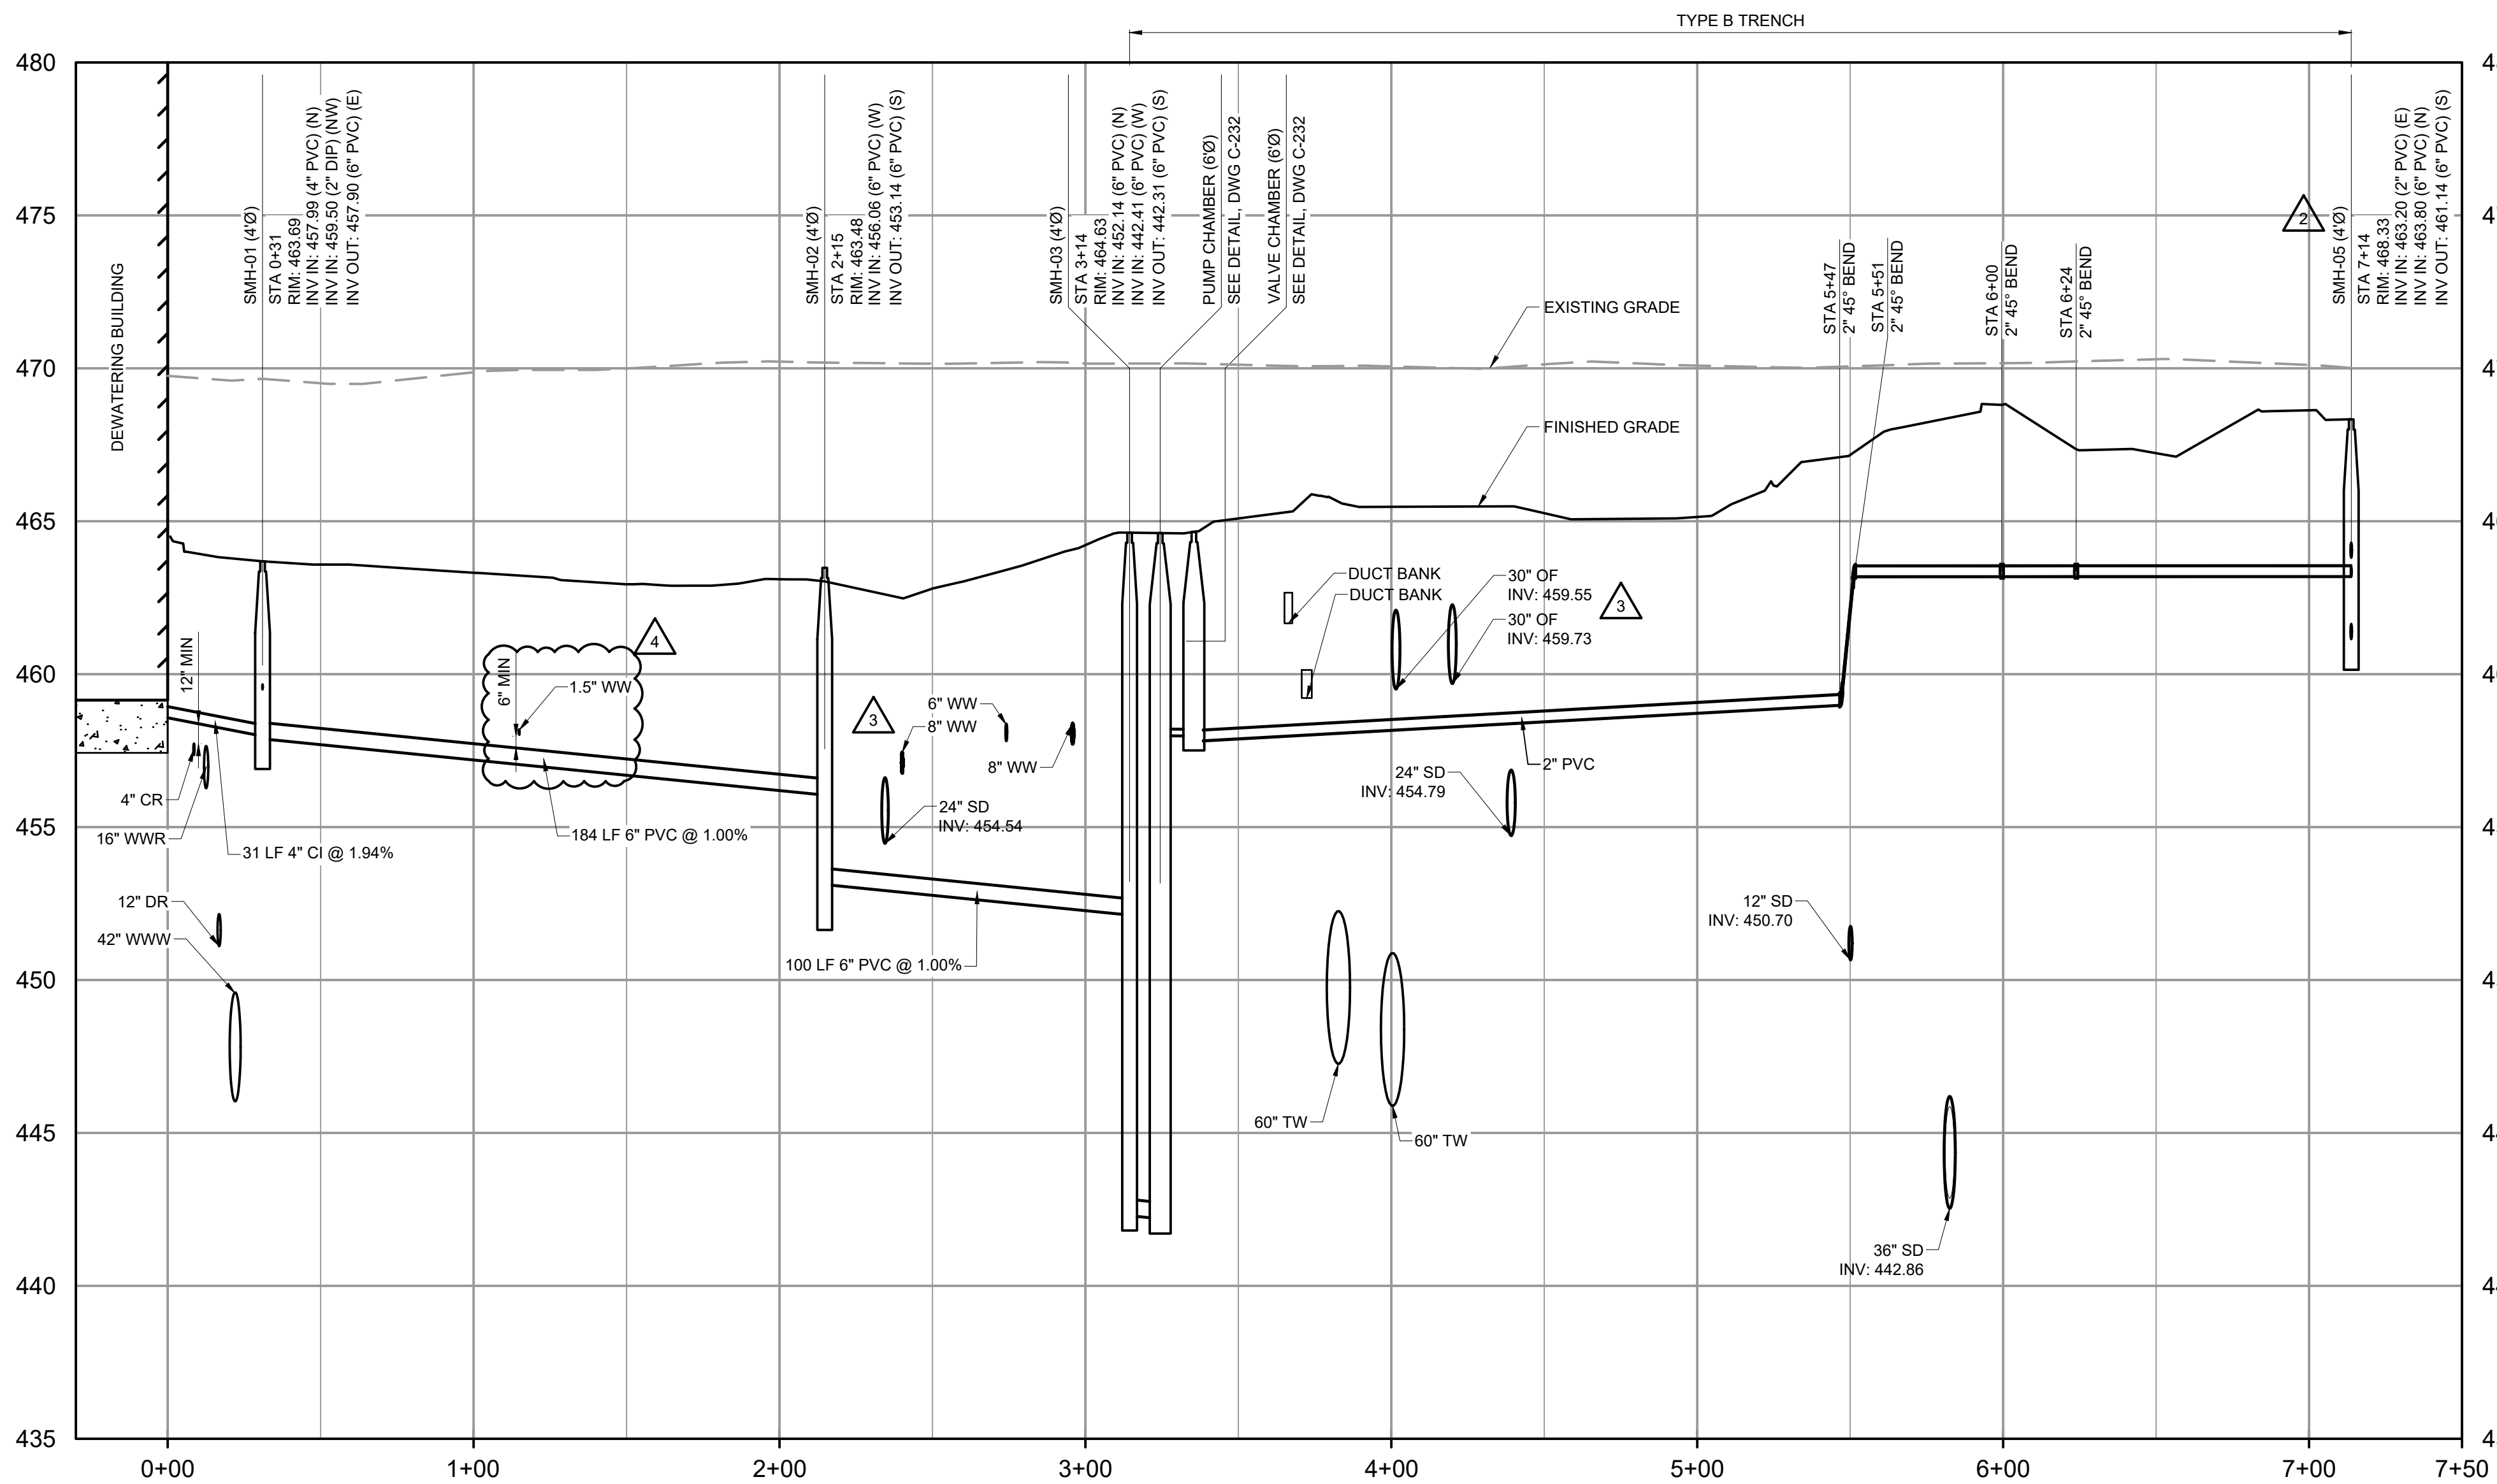 TYPE B TRENCH
480
475
470
465
460
455
450
445
440
435
DEWATERING BUILDING
SMH-01 (4'Ø)
STA 0+31
RIM: 463.69
INV IN: 457.99 (4" PVC) (N)
INV IN: 459.50 (2" DIP) (NW)
INV OUT: 457.90 (6" PVC) (E)
SMH-02 (4'Ø)
STA 2+15
RIM: 463.48
INV IN: 456.06 (6" PVC) (W)
INV OUT: 453.14 (6" PVC) (S)
SMH-03 (4'Ø)
STA 3+14
RIM: 464.63
INV IN: 452.14 (6" PVC) (N)
INV IN: 442.41 (6" PVC) (W)
INV OUT: 442.31 (6" PVC) (S)
PUMP CHAMBER (6'Ø)
SEE DETAIL, DWG C-232
VALVE CHAMBER (6'Ø)
SEE DETAIL, DWG C-232
STA 5+47
2" 45° BEND
STA 5+51
2" 45° BEND
STA 6+00
2" 45° BEND
STA 6+24
2" 45° BEND
2
SMH-05 (4'Ø)
STA 7+14
RIM: 468.33
INV IN: 463.20 (2" PVC) (E)
INV IN: 463.80 (6" PVC) (N)
INV OUT: 461.14 (6" PVC) (S)
EXISTING GRADE
FINISHED GRADE
12" MIN
6" MIN
1.5" WW
4
3
6" WW
8" WW
8" WW
24" SD
INV: 454.54
DUCT BANK
DUCT BANK
30" OF
INV: 459.55
30" OF
INV: 459.73
3
2" PVC
24" SD
INV: 454.79
4" CR
16" WWR
31 LF 4" CI @ 1.94%
184 LF 6" PVC @ 1.00%
12" DR
42" WWW
100 LF 6" PVC @ 1.00%
12" SD
INV: 450.70
60" TW
60" TW
36" SD
INV: 442.86
0+00
1+00
2+00
3+00
4+00
5+00
6+00
7+00
7+50